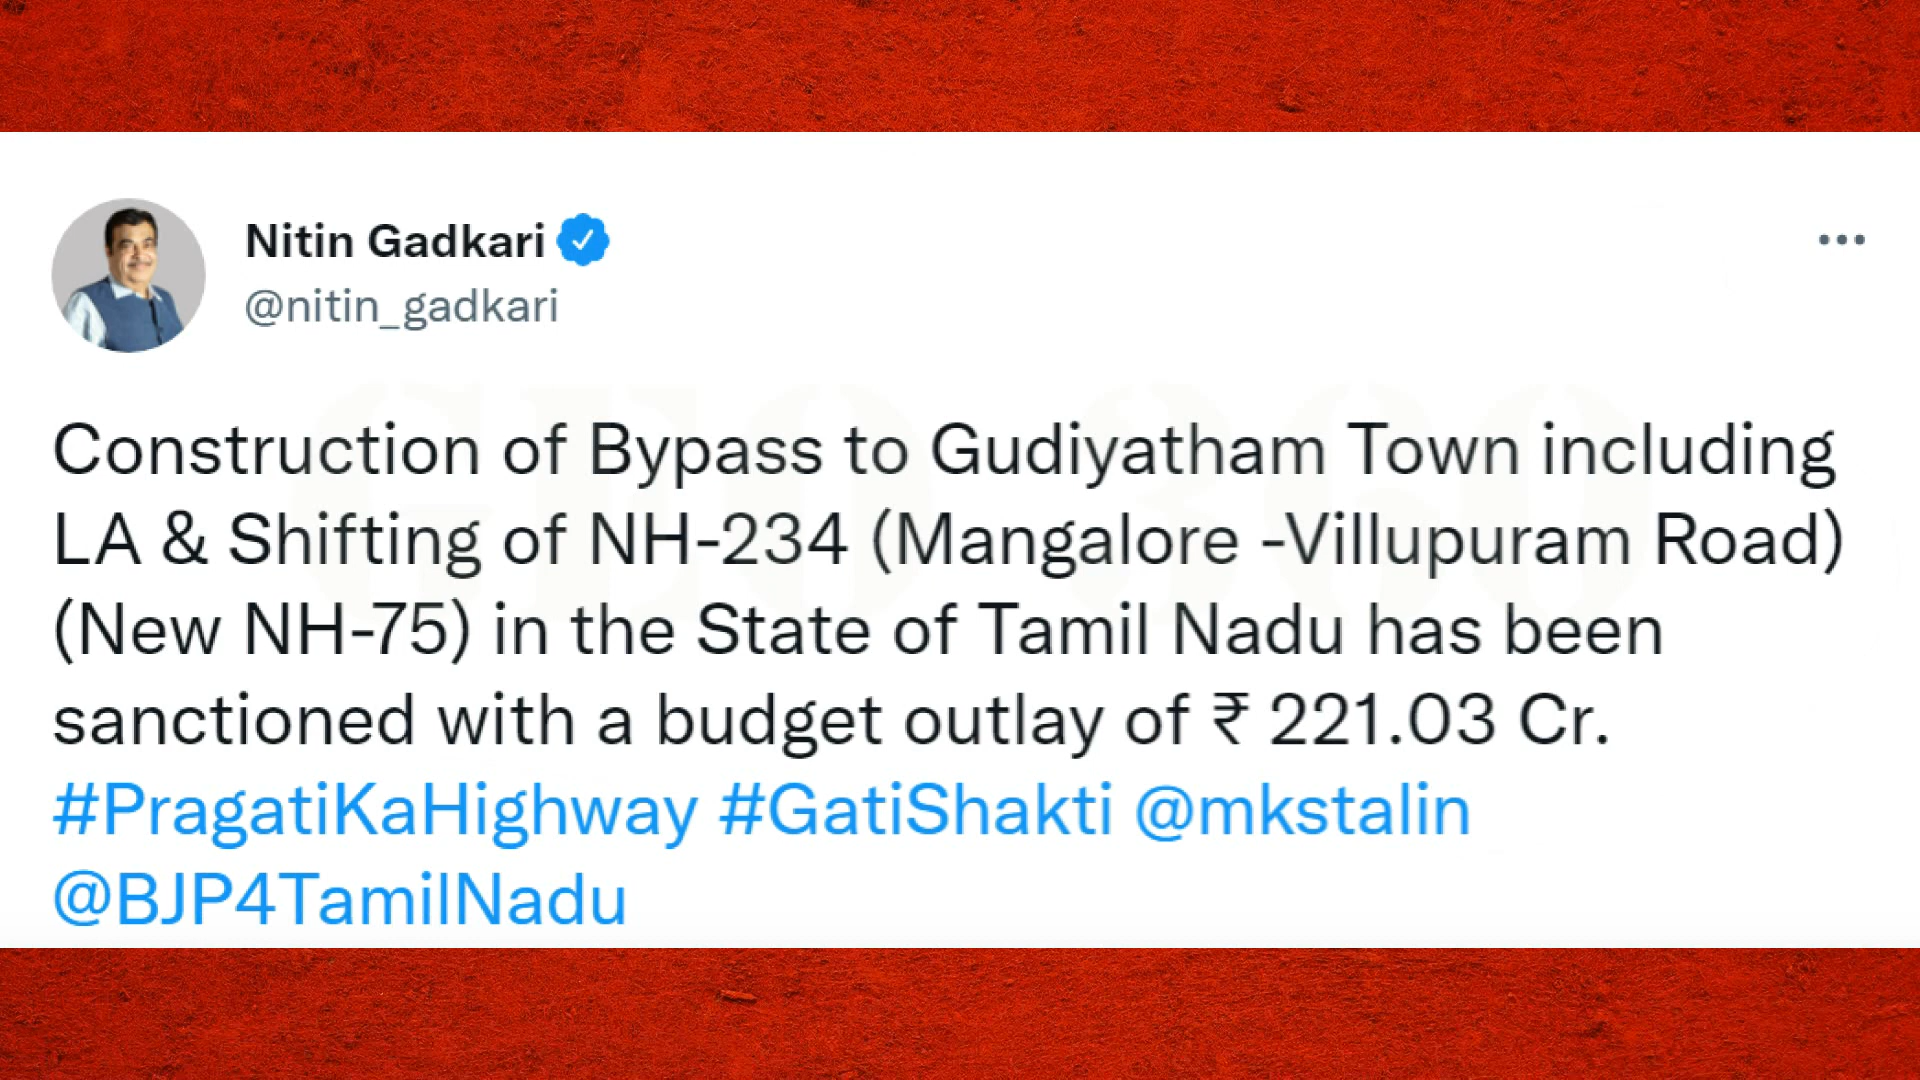 Nitin Gadkari
@nitin_gadkari
Construction of Bypass to Gudiyatham Town including
LA & Shifting of NH-234 (Mangalore -Villupuram Road)
(New NH-75) in the State of Tamil Nadu has been
sanctioned with a budget outlay of ₹ 221.03 Cr.
#PragatiKaHighway #GatiShakti @mkstalin
@BJP4TamilNadu
GEO 360